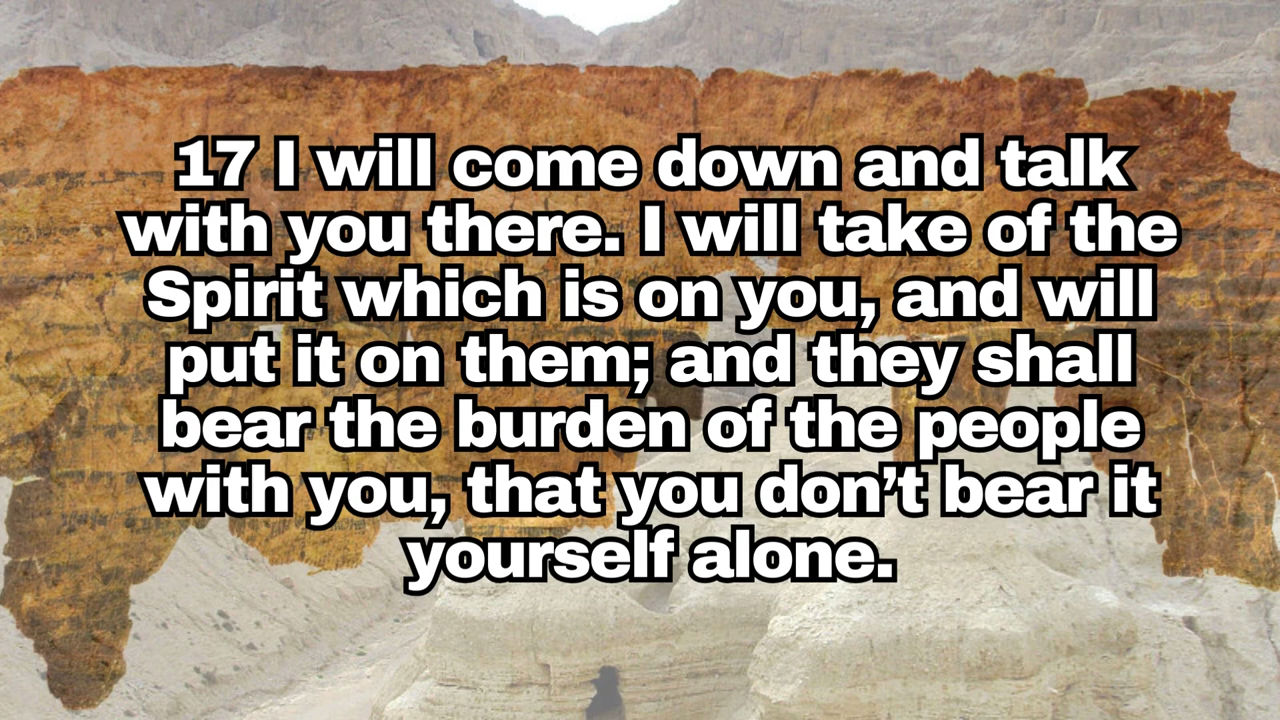 17 I will come down and talk
with you there. I will take of the
Spirit which is on you, and will
put it on them; and they shall
bear the burden of the people
with you, that you don’t bear it
yourself alone.